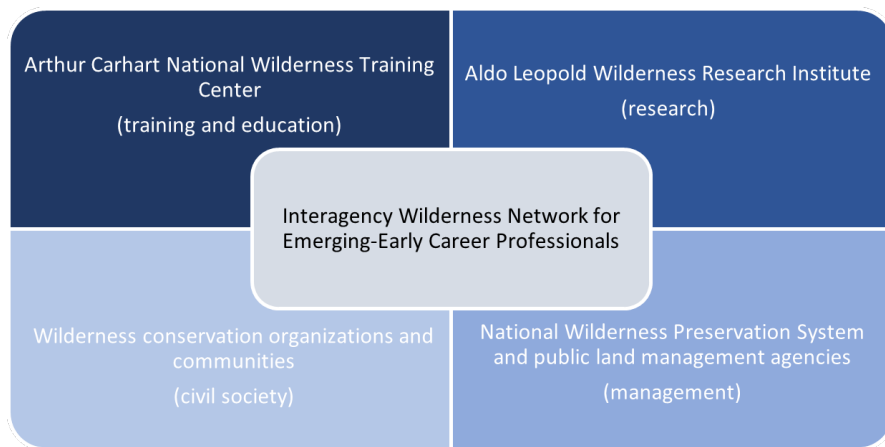 Arthur Carhart National Wilderness Training
Center
(training and education)
Aldo Leopold Wilderness Research Institute
(research)
Interagency Wilderness Network for
Emerging-Early Career Professionals
Wilderness conservation organizations and
communities
(civil society)
National Wilderness Preservation System
and public land management agencies
(management)